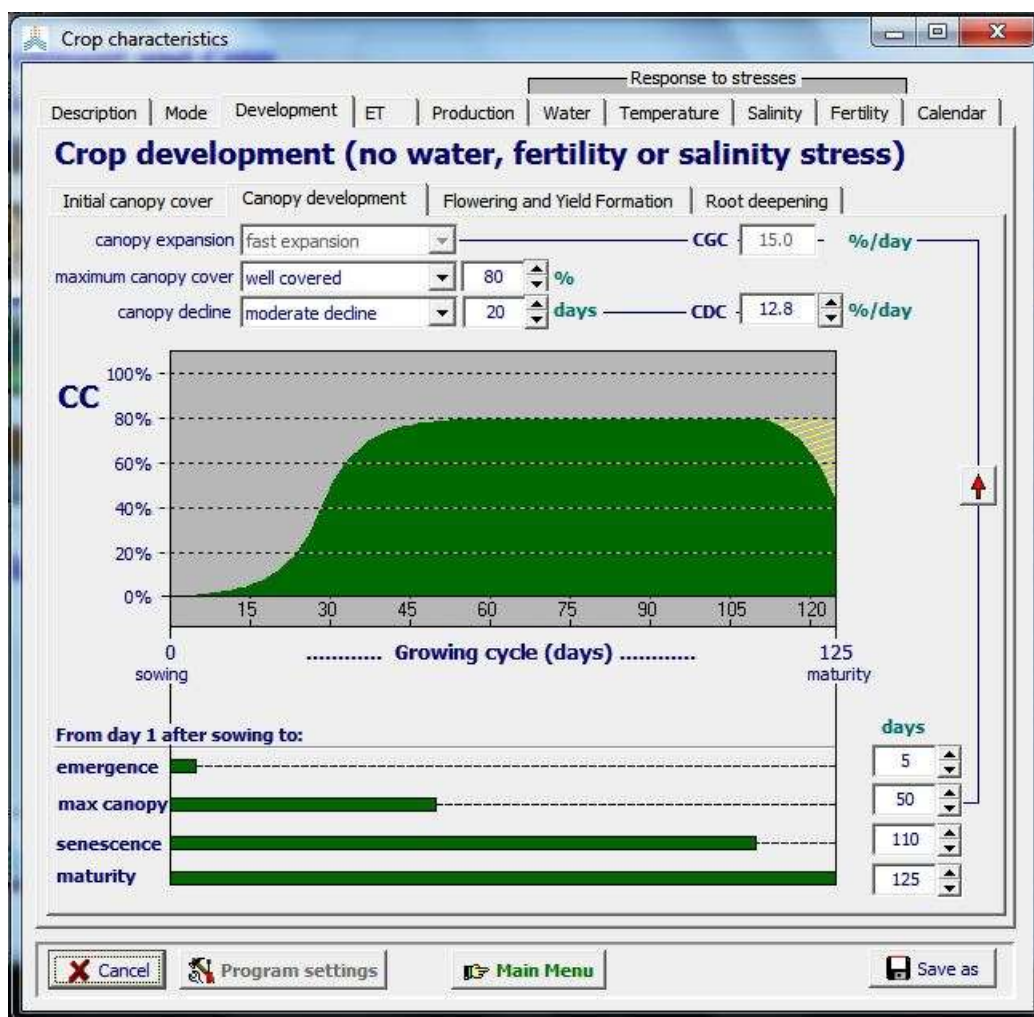 Crop characteristics
Response to stresses
Description Mode Development ET Production Water Temperature Salinity Fertility Calendar
Crop development (no water, fertility or salinity stress)
Initial canopy cover Canopy development Flowering and Yield Formation Root deepening
canopy expansion fast expansion CGC 15.0 %/day
maximum canopy cover well covered 80 %
canopy decline moderate decline 20 days CDC 12.8 %/day
CC
100%
80%
60%
40%
20%
0%
15 30 45 60 75 90 105 120
0 ............ Growing cycle (days) ............ 125
sowing maturity
From day 1 after sowing to: days
emergence 5
max canopy 50
senescence 110
maturity 125
Cancel Program settings Main Menu Save as